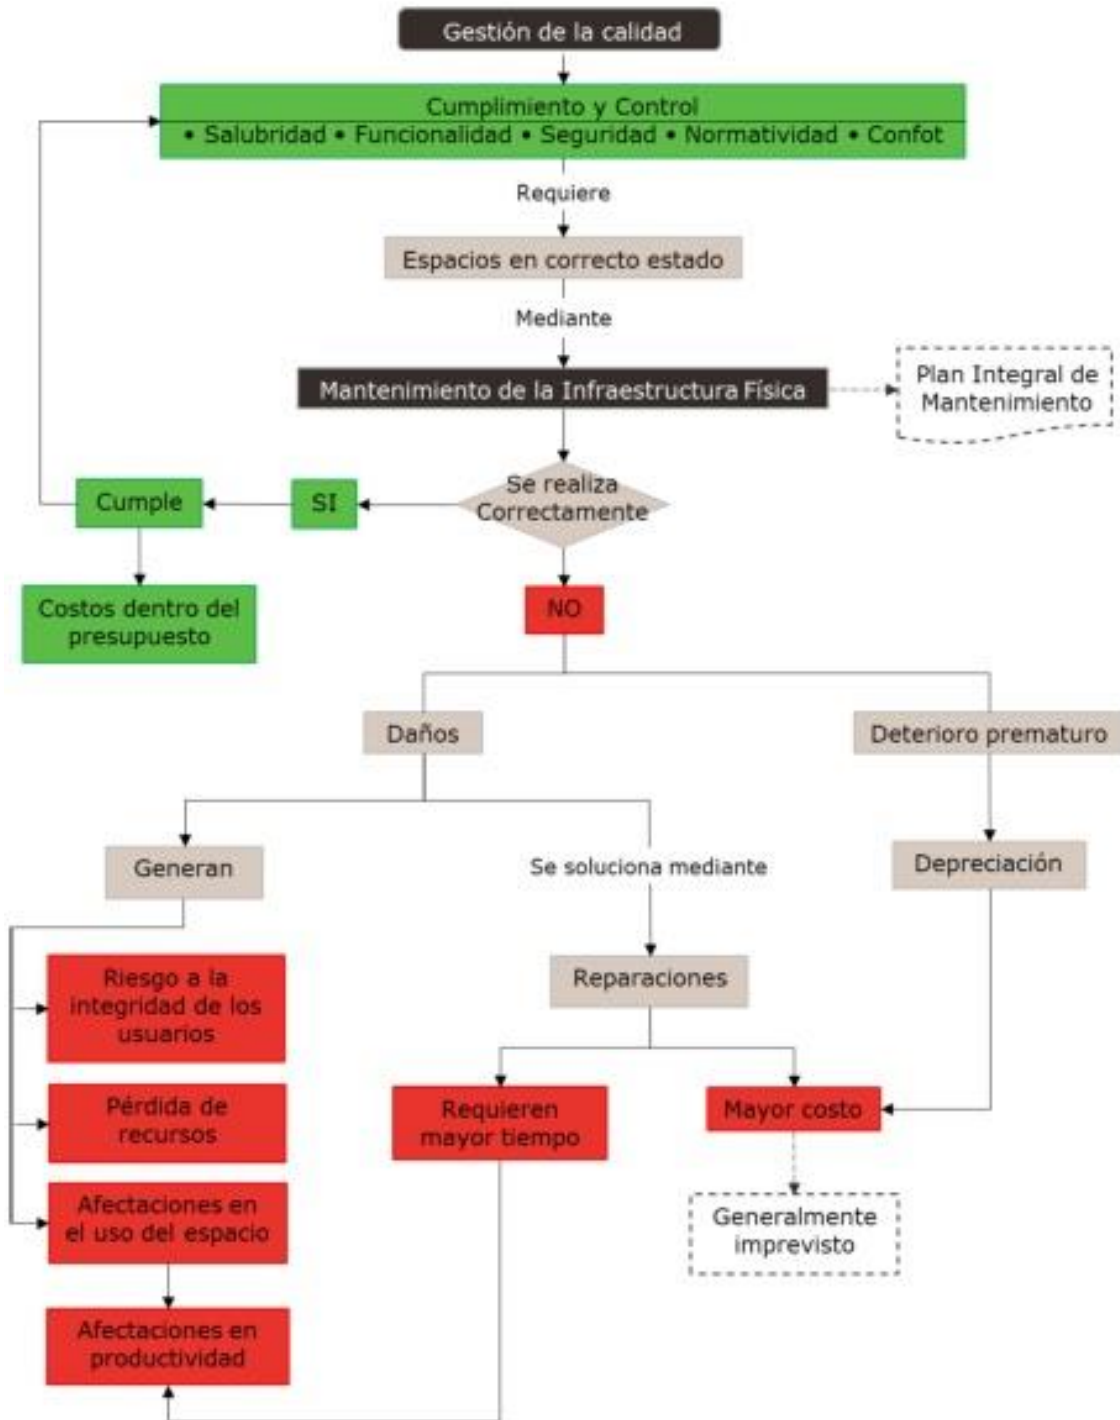 Gestión de la calidad
Cumplimiento y Control
• Salubridad • Funcionalidad • Seguridad • Normatividad • Confot
Requiere
Espacios en correcto estado
Mediante
Mantenimiento de la Infraestructura Física
Plan Integral de
Mantenimiento
Se realiza
Correctamente
SI
Cumple
Costos dentro del
presupuesto
NO
Daños
Deterioro prematuro
Generan
Se soluciona mediante
Depreciación
Riesgo a la
integridad de los
usuarios
Reparaciones
Pérdida de
recursos
Requieren
mayor tiempo
Mayor costo
Afectaciones en
el uso del espacio
Generalmente
imprevisto
Afectaciones en
productividad